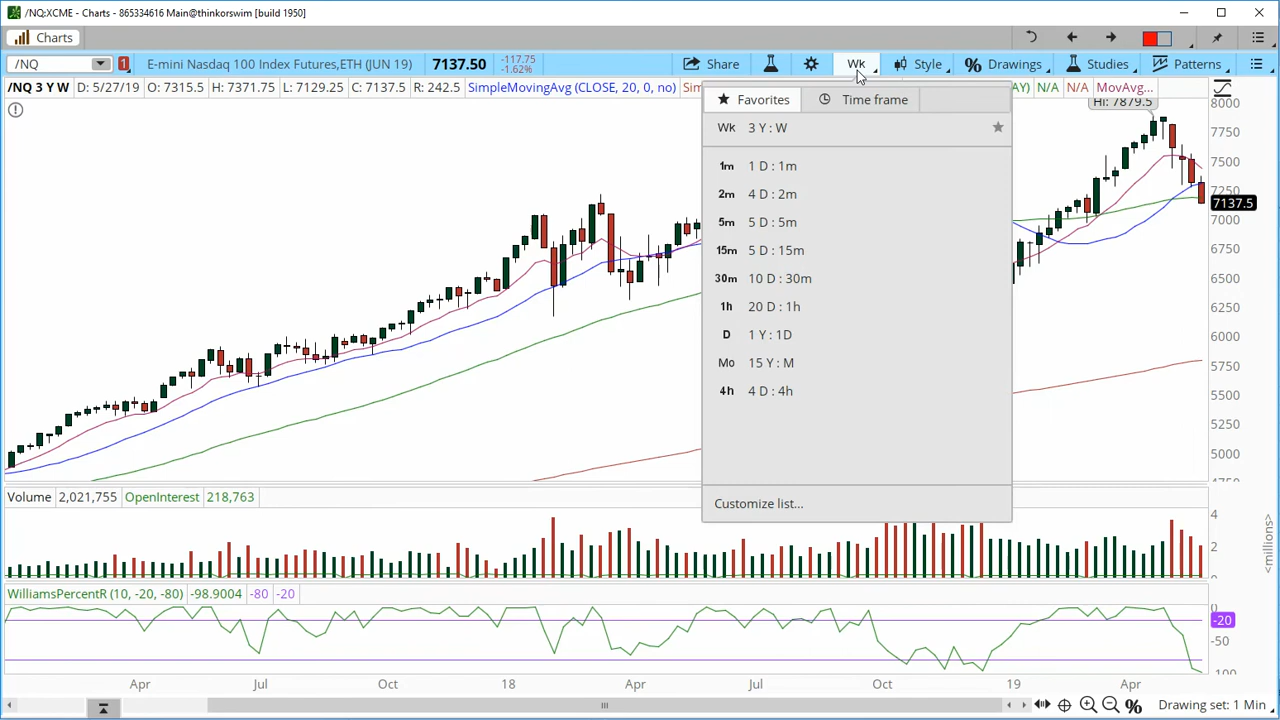 /NQ:XCME - Charts - 865334616 Main@thinkorswim [build 1950]
Charts
/NQ
1
E-mini Nasdaq 100 Index Futures,ETH (JUN 19)
7137.50
-117.75
-1.62%
Share
Wk
Style
% Drawings
Studies
Patterns
/NQ 3 Y W
D: 5/27/19
O: 7315.5
H: 7371.75
L: 7129.25
C: 7137.5
R: 242.5
SimpleMovingAvg (CLOSE, 20, 0, no)
AY)
N/A
N/A
MovAvg...
Favorites
Time frame
Wk 3 Y : W
1m 1 D : 1m
2m 4 D : 2m
5m 5 D : 5m
15m 5 D : 15m
30m 10 D : 30m
1h 20 D : 1h
D 1 Y : 1D
Mo 15 Y : M
4h 4 D : 4h
Customize list...
Hi: 7879.5
8000
7750
7500
7250
7137.5
7000
6750
6500
6250
6000
5750
5500
5250
5000
4750
Volume
2,021,755
OpenInterest
218,763
4
2
<millions>
WilliamsPercentR (10, -20, -80)
-98.9004
-80
-20
0
-20
-50
-100
Apr
Jul
Oct
18
Apr
Jul
Oct
19
Apr
%
Drawing set: 1 Min